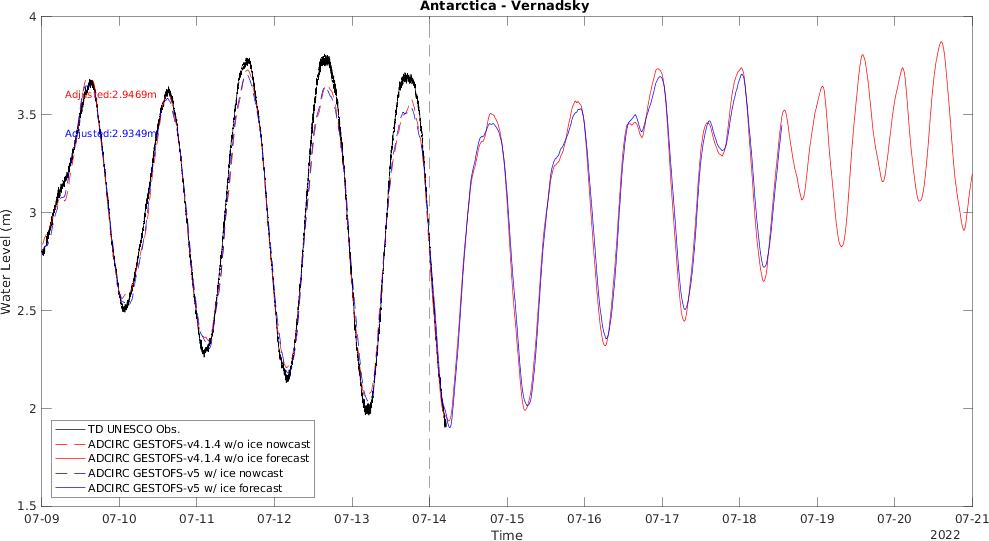 Antarctica - Vernadsky
4
3.5
3
2.5
2
1.5
Water Level (m)
Adjusted:2.9469m
Adjusted:2.9349m
TD UNESCO Obs.
ADCIRC GESTOFS-v4.1.4 w/o ice nowcast
ADCIRC GESTOFS-v4.1.4 w/o ice forecast
ADCIRC GESTOFS-v5 w/ ice nowcast
ADCIRC GESTOFS-v5 w/ ice forecast
07-09 07-10 07-11 07-12 07-13 07-14 07-15 07-16 07-17 07-18 07-19 07-20 07-21
Time
2022